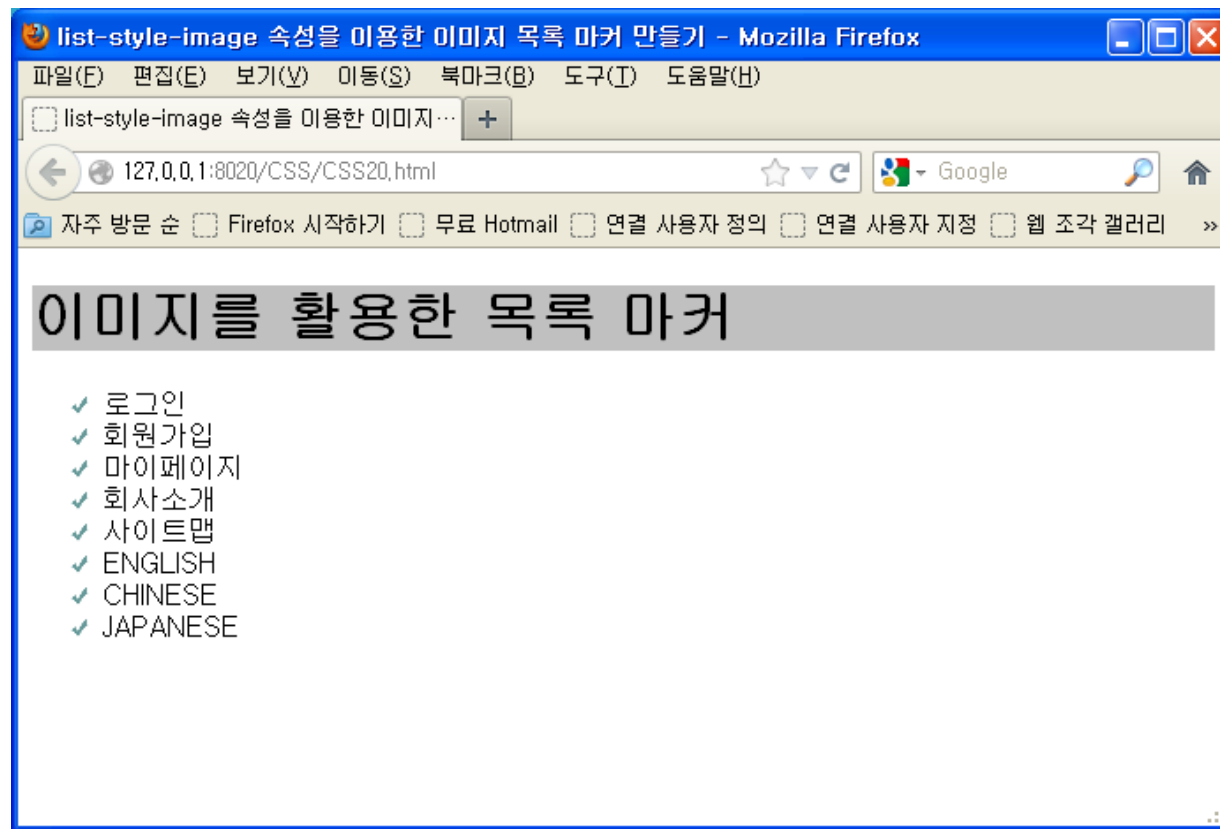 list-style-image 속성을 이용한 이미지 목록 마커 만들기 - Mozilla Firefox
파일(F) 편집(E) 보기(V) 이동(S) 북마크(B) 도구(T) 도움말(H)
list-style-image 속성을 이용한 이미지… +
127.0.0.1:8020/CSS/CSS20.html Google
자주 방문 순 Firefox 시작하기 무료 Hotmail 연결 사용자 정의 연결 사용자 지정 웹 조각 갤러리 »
이미지를 활용한 목록 마커
로그인
회원가입
마이페이지
회사소개
사이트맵
ENGLISH
CHINESE
JAPANESE